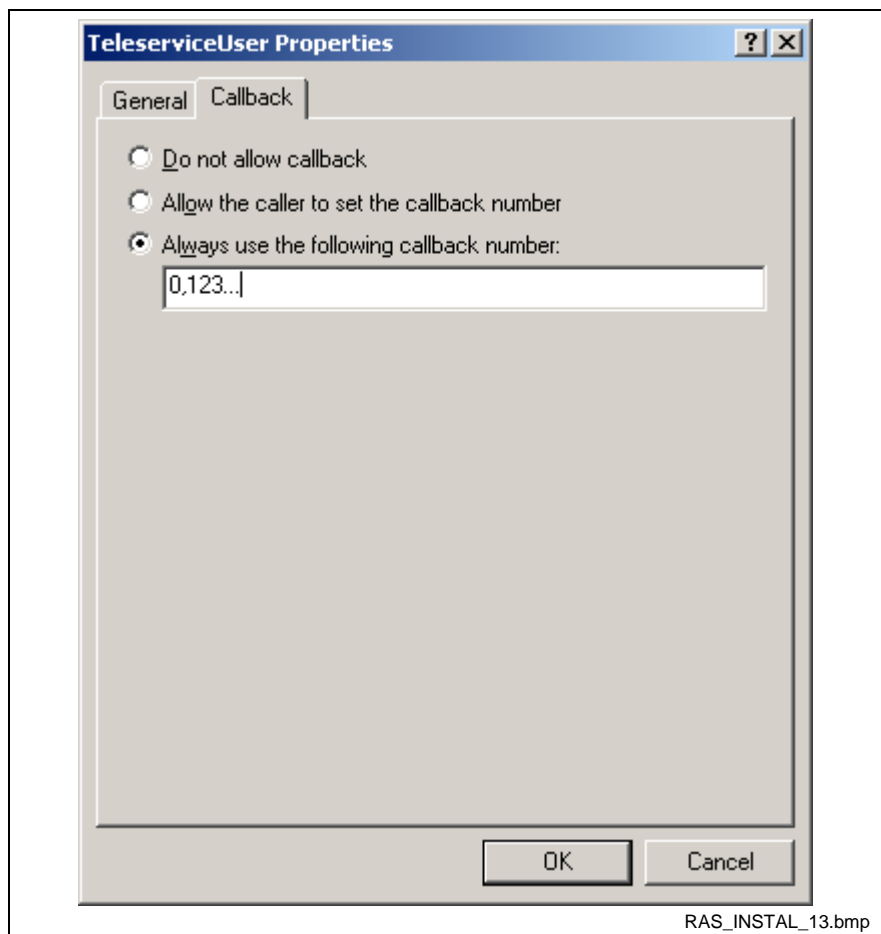 TeleserviceUser Properties
General Callback
Do not allow callback
Allow the caller to set the callback number
Always use the following callback number:
0,123...
OK Cancel
RAS_INSTAL_13.bmp